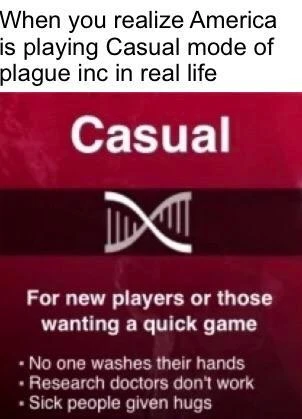 When you realize America
is playing Casual mode of
plague inc in real life
Casual
For new players or those
wanting a quick game
• No one washes their hands
• Research doctors don't work
• Sick people given hugs